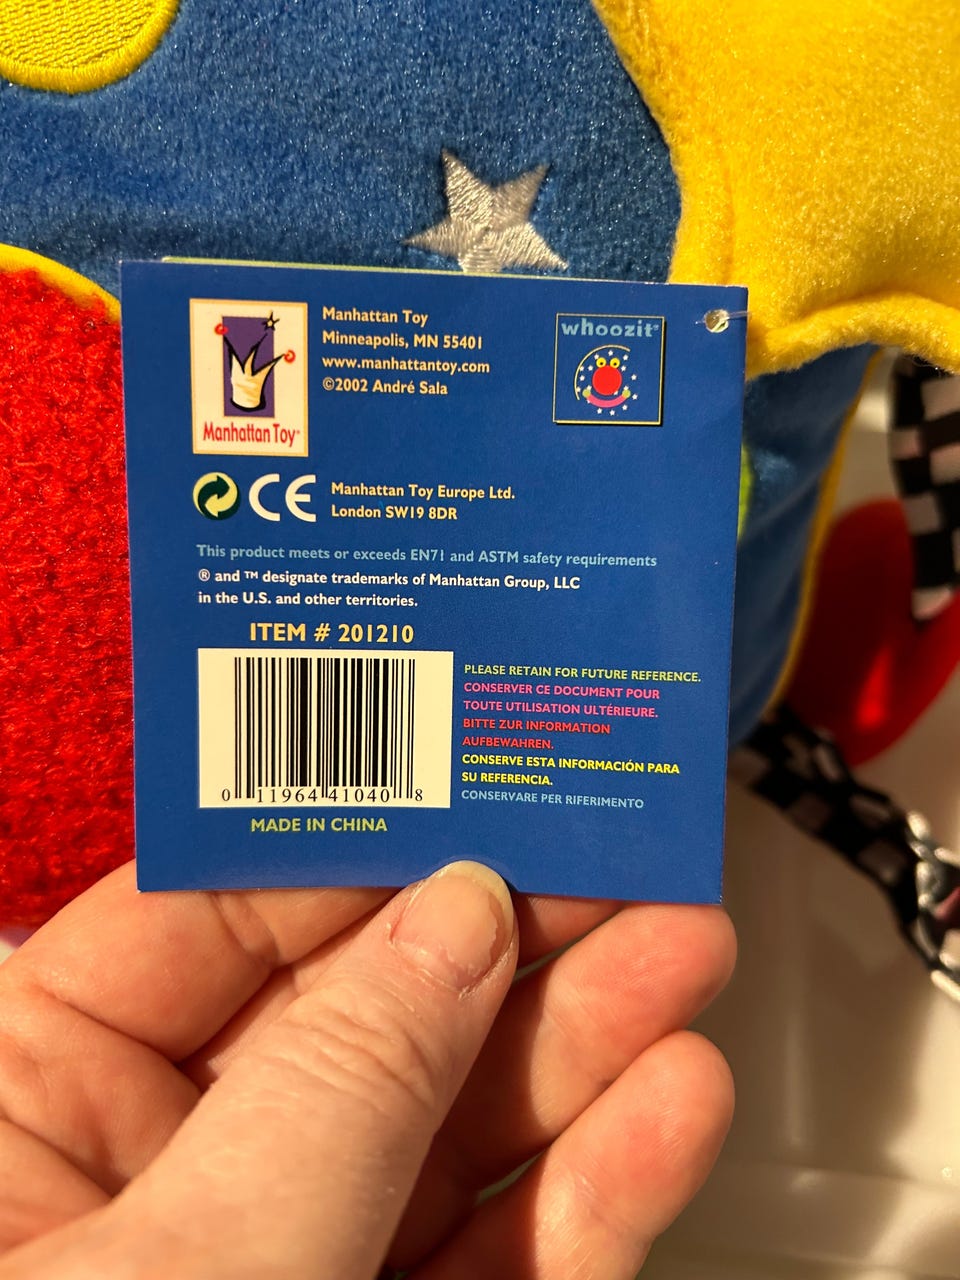 Manhattan Toy
Minneapolis, MN 55401
www.manhattantoy.com
©2002 André Sala
whoozit®
Manhattan Toy®
CE
Manhattan Toy Europe Ltd.
London SW19 8DR
This product meets or exceeds EN71 and ASTM safety requirements
® and ™ designate trademarks of Manhattan Group, LLC
in the U.S. and other territories.
ITEM # 201210
0 11964 41040 8
MADE IN CHINA
PLEASE RETAIN FOR FUTURE REFERENCE.
CONSERVER CE DOCUMENT POUR
TOUTE UTILISATION ULTÉRIEURE.
BITTE ZUR INFORMATION
AUFBEWAHREN.
CONSERVE ESTA INFORMACIÓN PARA
SU REFERENCIA.
CONSERVARE PER RIFERIMENTO